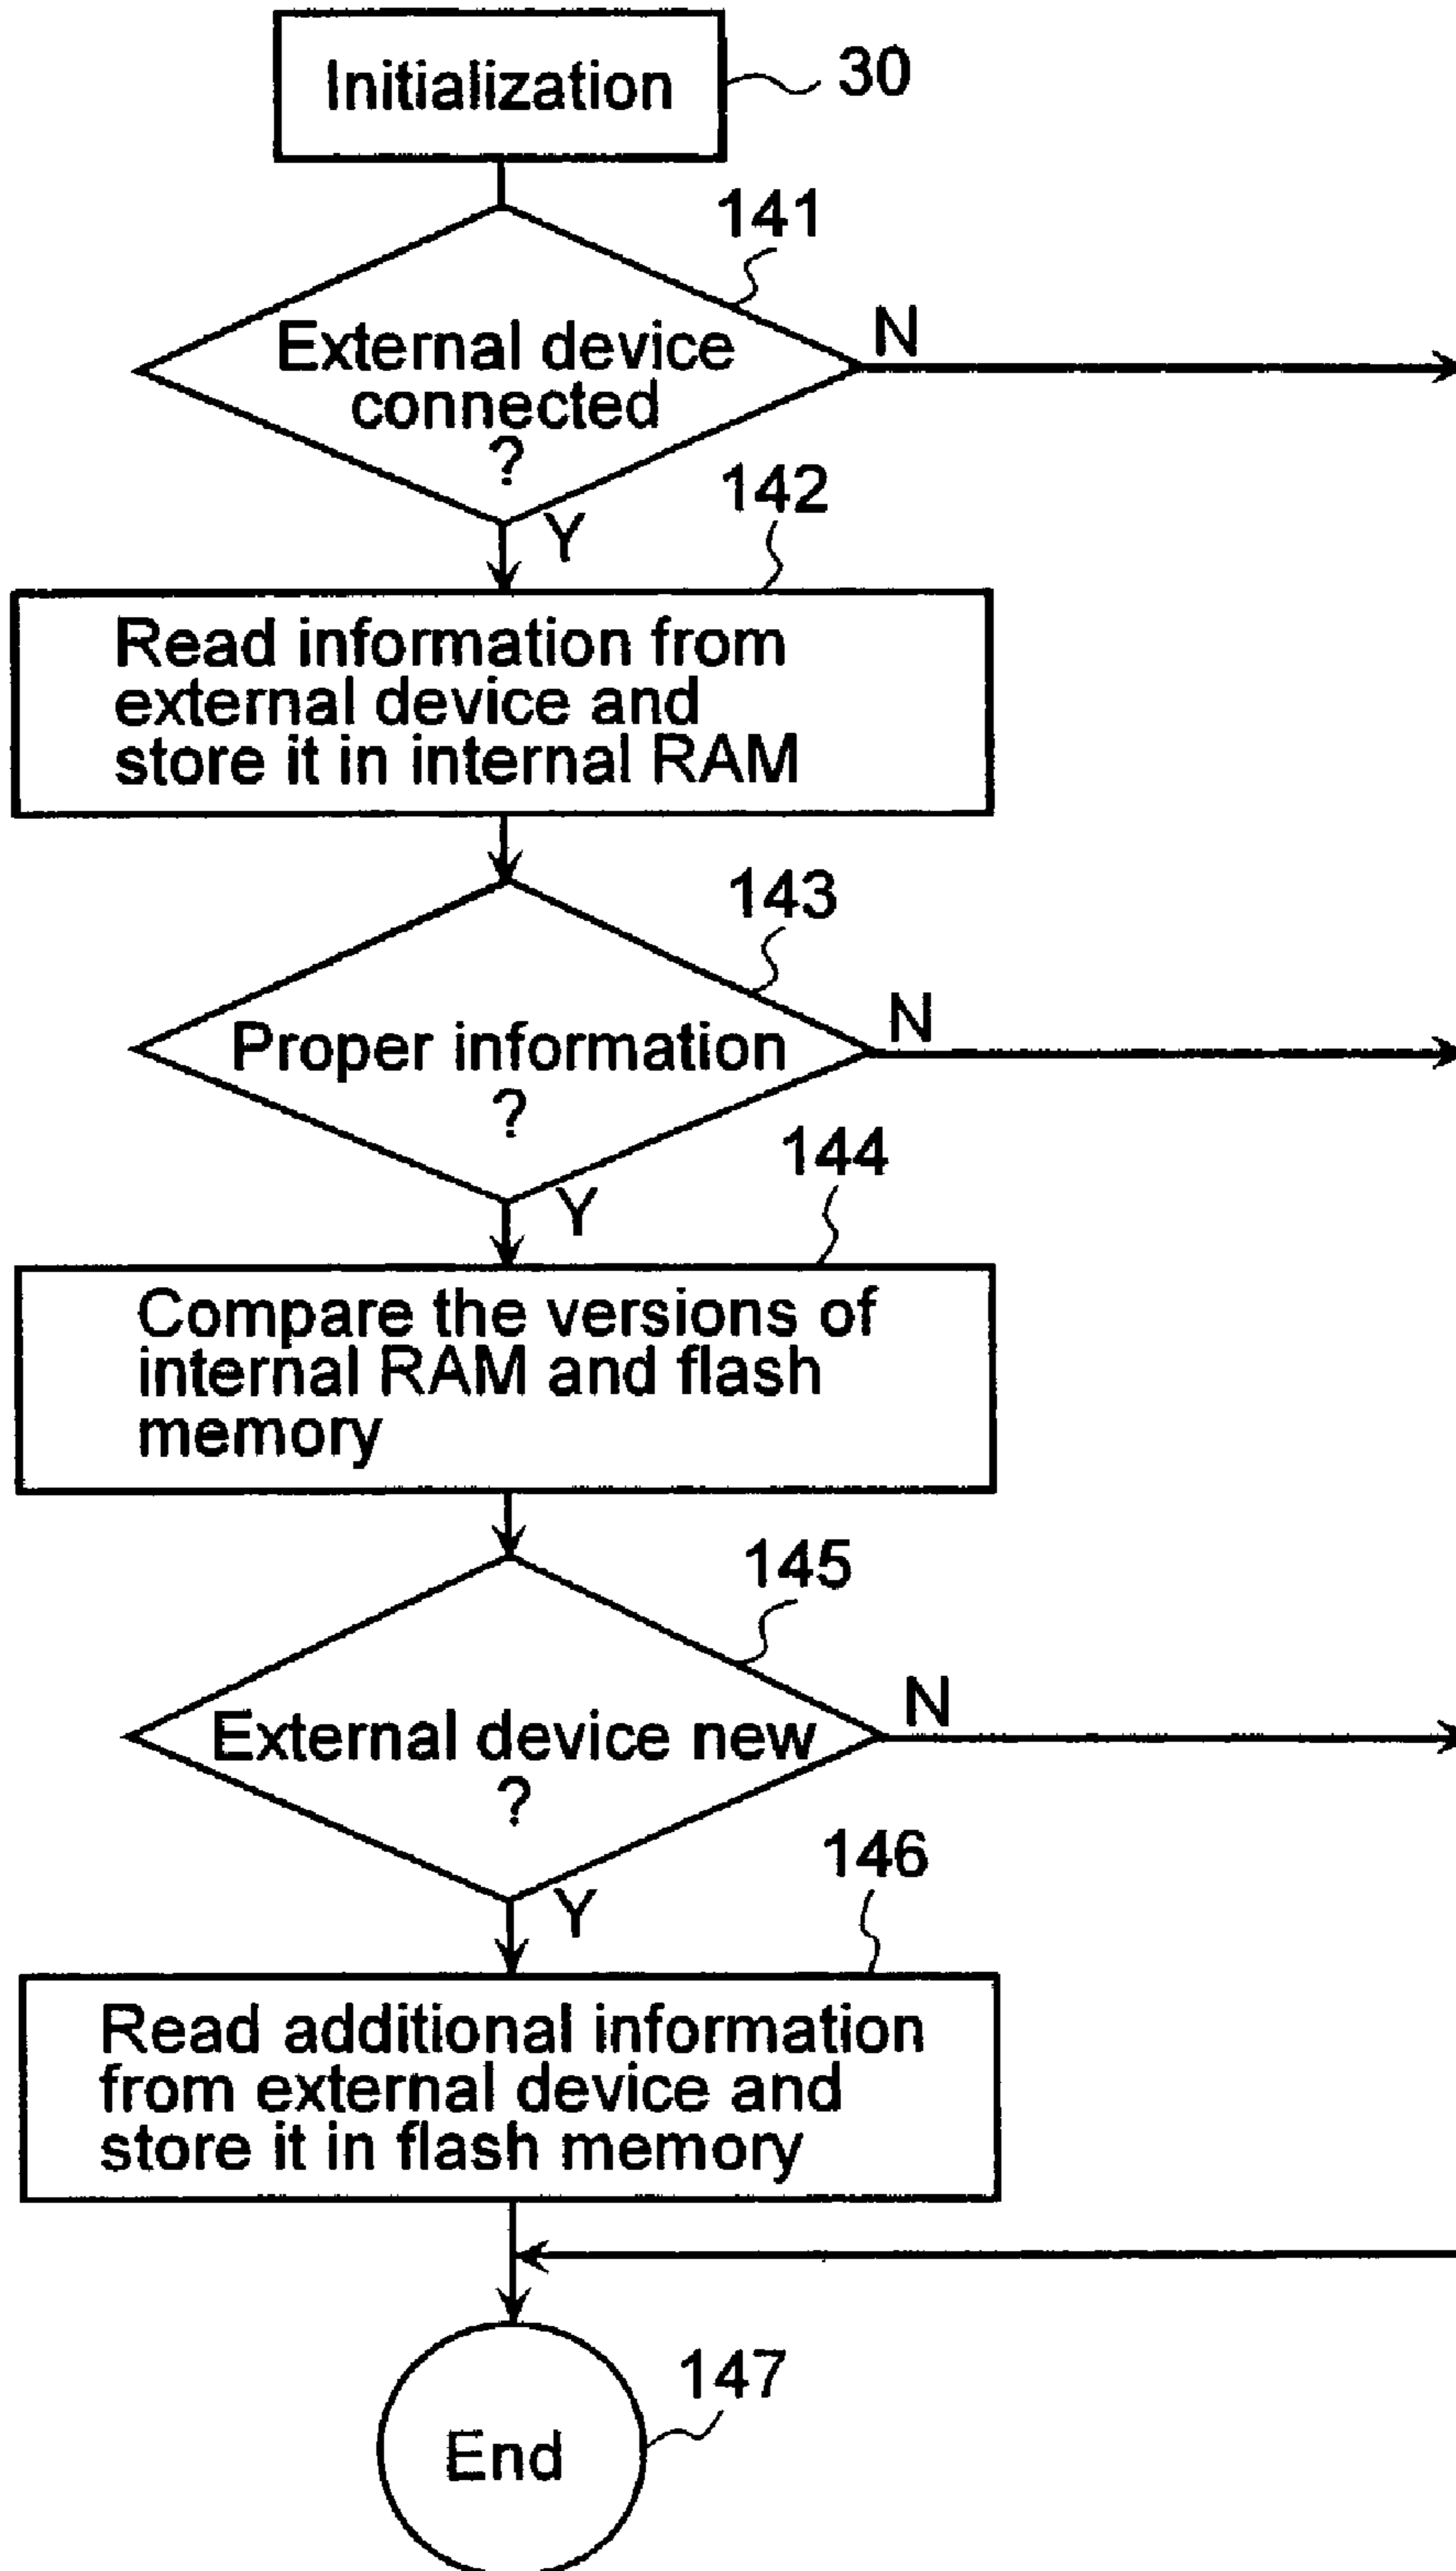 Initialization
30
141
External device
connected
?
N
Y
142
Read information from
external device and
store it in internal RAM
143
Proper information
?
N
Y
144
Compare the versions of
internal RAM and flash
memory
145
External device new
?
N
Y
146
Read additional information
from external device and
store it in flash memory
147
End